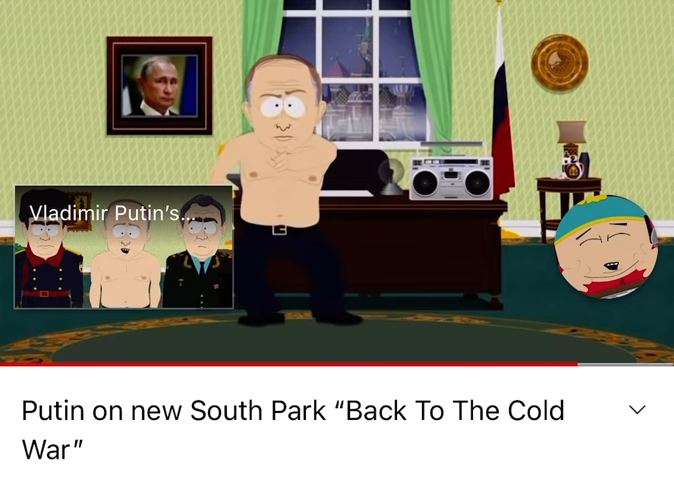 Vladimir Putin's...
Putin on new South Park “Back To The Cold
War”